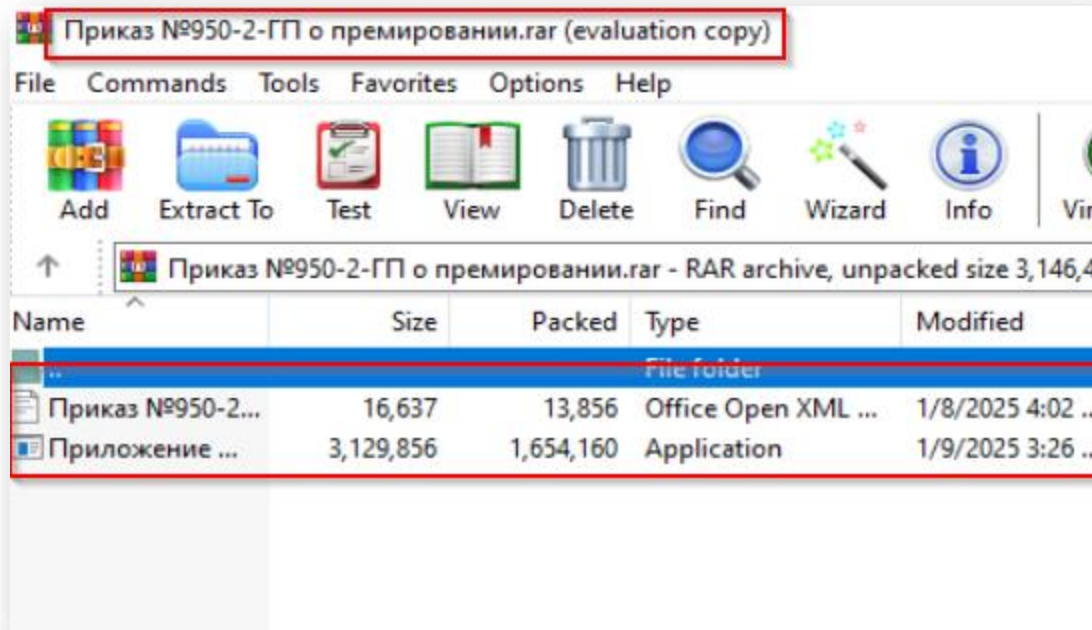 Приказ №950-2-ГП о премировании.rar (evaluation copy)
File Commands Tools Favorites Options Help
Add Extract To Test View Delete Find Wizard Info
Приказ №950-2-ГП о премировании.rar - RAR archive, unpacked size 3,146,4
Name Size Packed Type Modified
.. File folder
Приказ №950-2... 16,637 13,856 Office Open XML ... 1/8/2025 4:02 ..
Приложение ... 3,129,856 1,654,160 Application 1/9/2025 3:26 ..